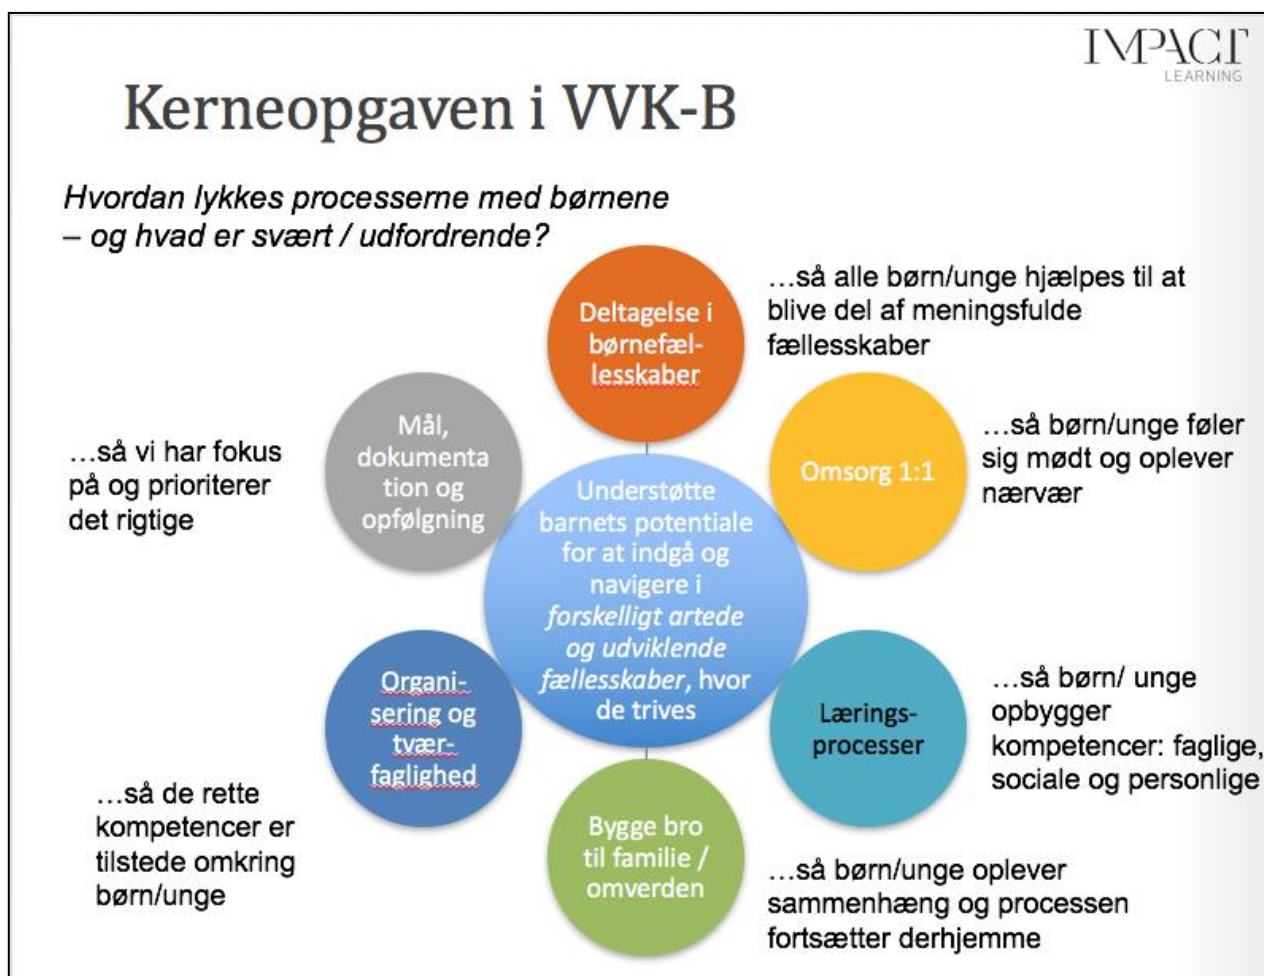 IMPACT
LEARNING
Kerneopgaven i VVK-B
Hvordan lykkes processerne med børnene
– og hvad er svært / udfordrende?
Deltagelse i
børnefæl-
lesskaber
…så alle børn/unge hjælpes til at
blive del af meningsfulde
fællesskaber
Omsorg 1:1
…så børn/unge føler
sig mødt og oplever
nærvær
Lærings-
processer
…så børn/ unge
opbygger
kompetencer: faglige,
sociale og personlige
Bygge bro
til familie /
omverden
…så børn/unge oplever
sammenhæng og processen
fortsætter derhjemme
Organi-
sering og
tvær-
faglighed
…så de rette
kompetencer er
tilstede omkring
børn/unge
Mål,
dokumenta
tion og
opfølgning
…så vi har fokus
på og prioriterer
det rigtige
Understøtte
barnets potentiale
for at indgå og
navigere i
forskelligt artede
og udviklende
fællesskaber, hvor
de trives